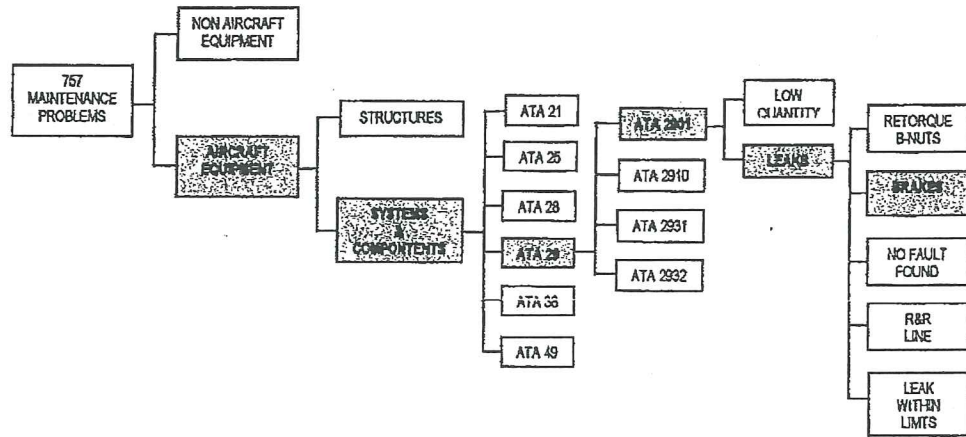 757
MAINTENANCE
PROBLEMS
NON AIRCRAFT
EQUIPMENT
AIRCRAFT
EQUIPMENT
STRUCTURES
SYSTEMS
&
COMPONTENTS
ATA 21
ATA 25
ATA 28
ATA 29
ATA 38
ATA 49
ATA 2901
ATA 2910
ATA 2931
ATA 2932
LOW
QUANTITY
LEAKS
RETORQUE
B-NUTS
BRAKES
NO FAULT
FOUND
R&R
LINE
LEAK
WITHIN
LIMTS